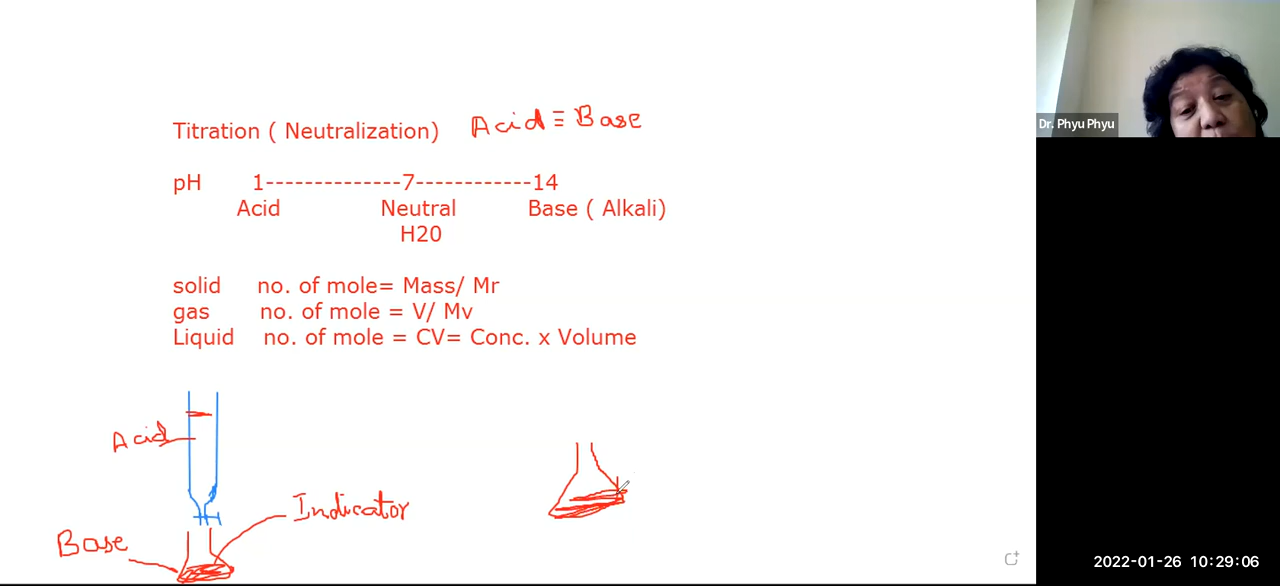 Titration ( Neutralization) Acid ≡ Base
pH 1--------------7------------14
Acid Neutral Base ( Alkali)
H20
solid no. of mole= Mass/ Mr
gas no. of mole = V/ Mv
Liquid no. of mole = CV= Conc. x Volume
Acid
Indicator
Base
Dr. Phyu Phyu
2022-01-26 10:29:06